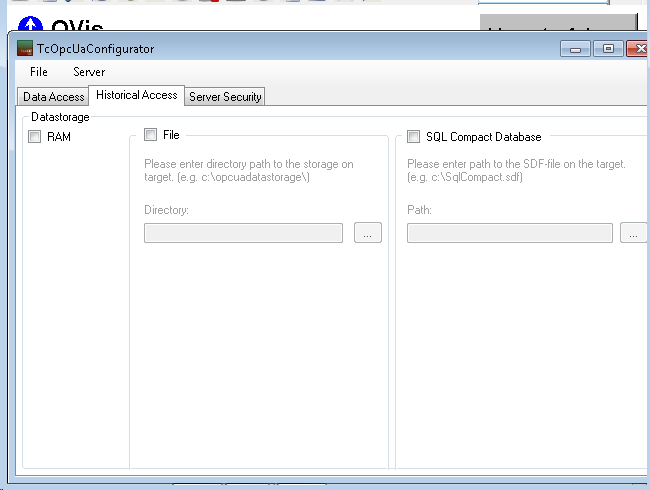 QVis
TcOpcUaConfigurator
File Server
Data Access Historical Access Server Security
Datastorage
RAM
File
Please enter directory path to the storage on
target. (e.g. c:\opcuadatastorage\)
Directory:
...
SQL Compact Database
Please enter path to the SDF-file on the target.
(e.g. c:\SqlCompact.sdf)
Path:
...